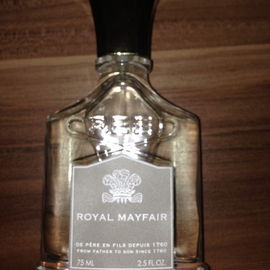 ROYAL MAYFAIR
DE PÈRE EN FILS DEPUIS 1760
FROM FATHER TO SON SINCE 1760
75 ML 2.5 FL.OZ.